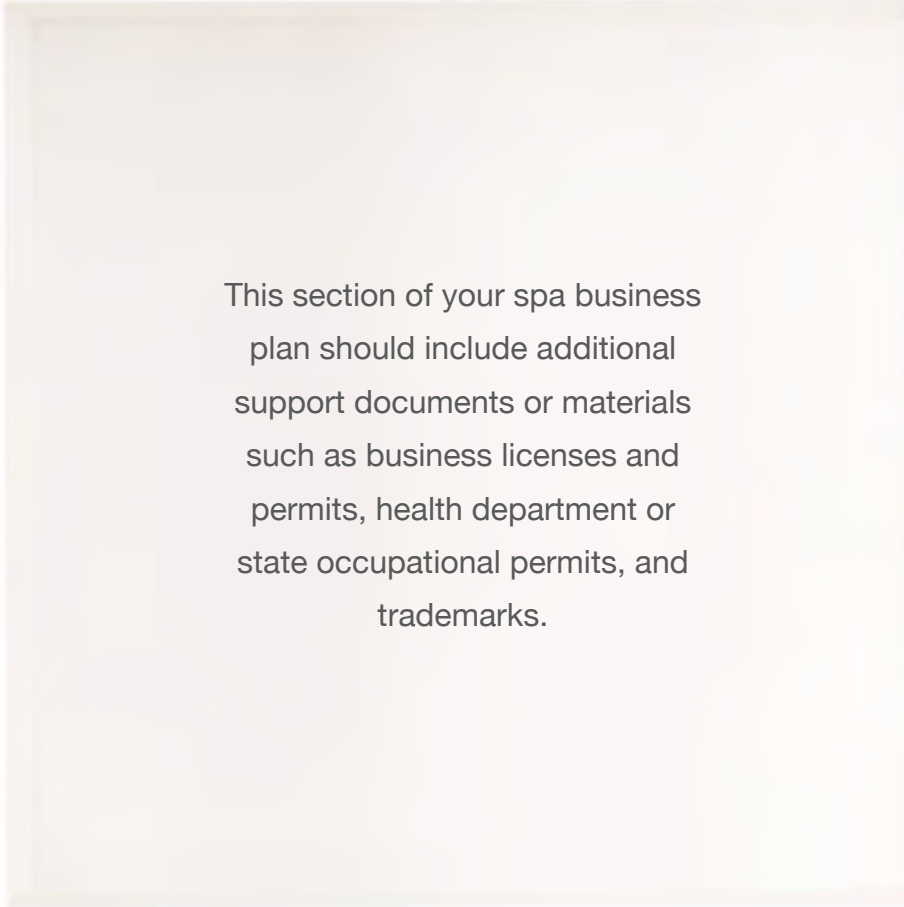 This section of your spa business
plan should include additional
support documents or materials
such as business licenses and
permits, health department or
state occupational permits, and
trademarks.